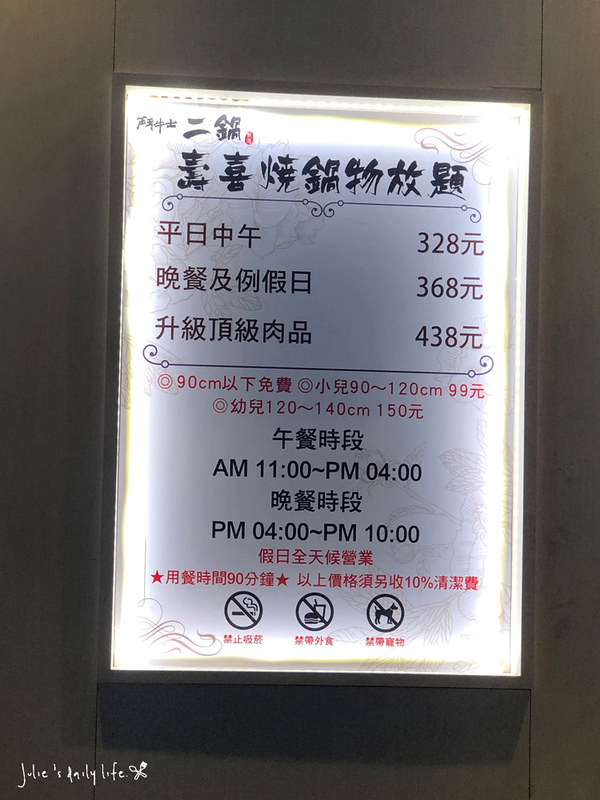 鬥牛士 二鍋
壽喜燒鍋物放題
平日中午 328元
晚餐及例假日 368元
升級頂級肉品 438元
◎90cm以下免費 ◎小兒90～120cm 99元
◎幼兒120～140cm 150元
午餐時段
AM 11:00~PM 04:00
晚餐時段
PM 04:00~PM 10:00
假日全天候營業
★用餐時間90分鐘★ 以上價格須另收10%清潔費
禁止吸菸 禁帶外食 禁帶寵物
Julie's daily life.